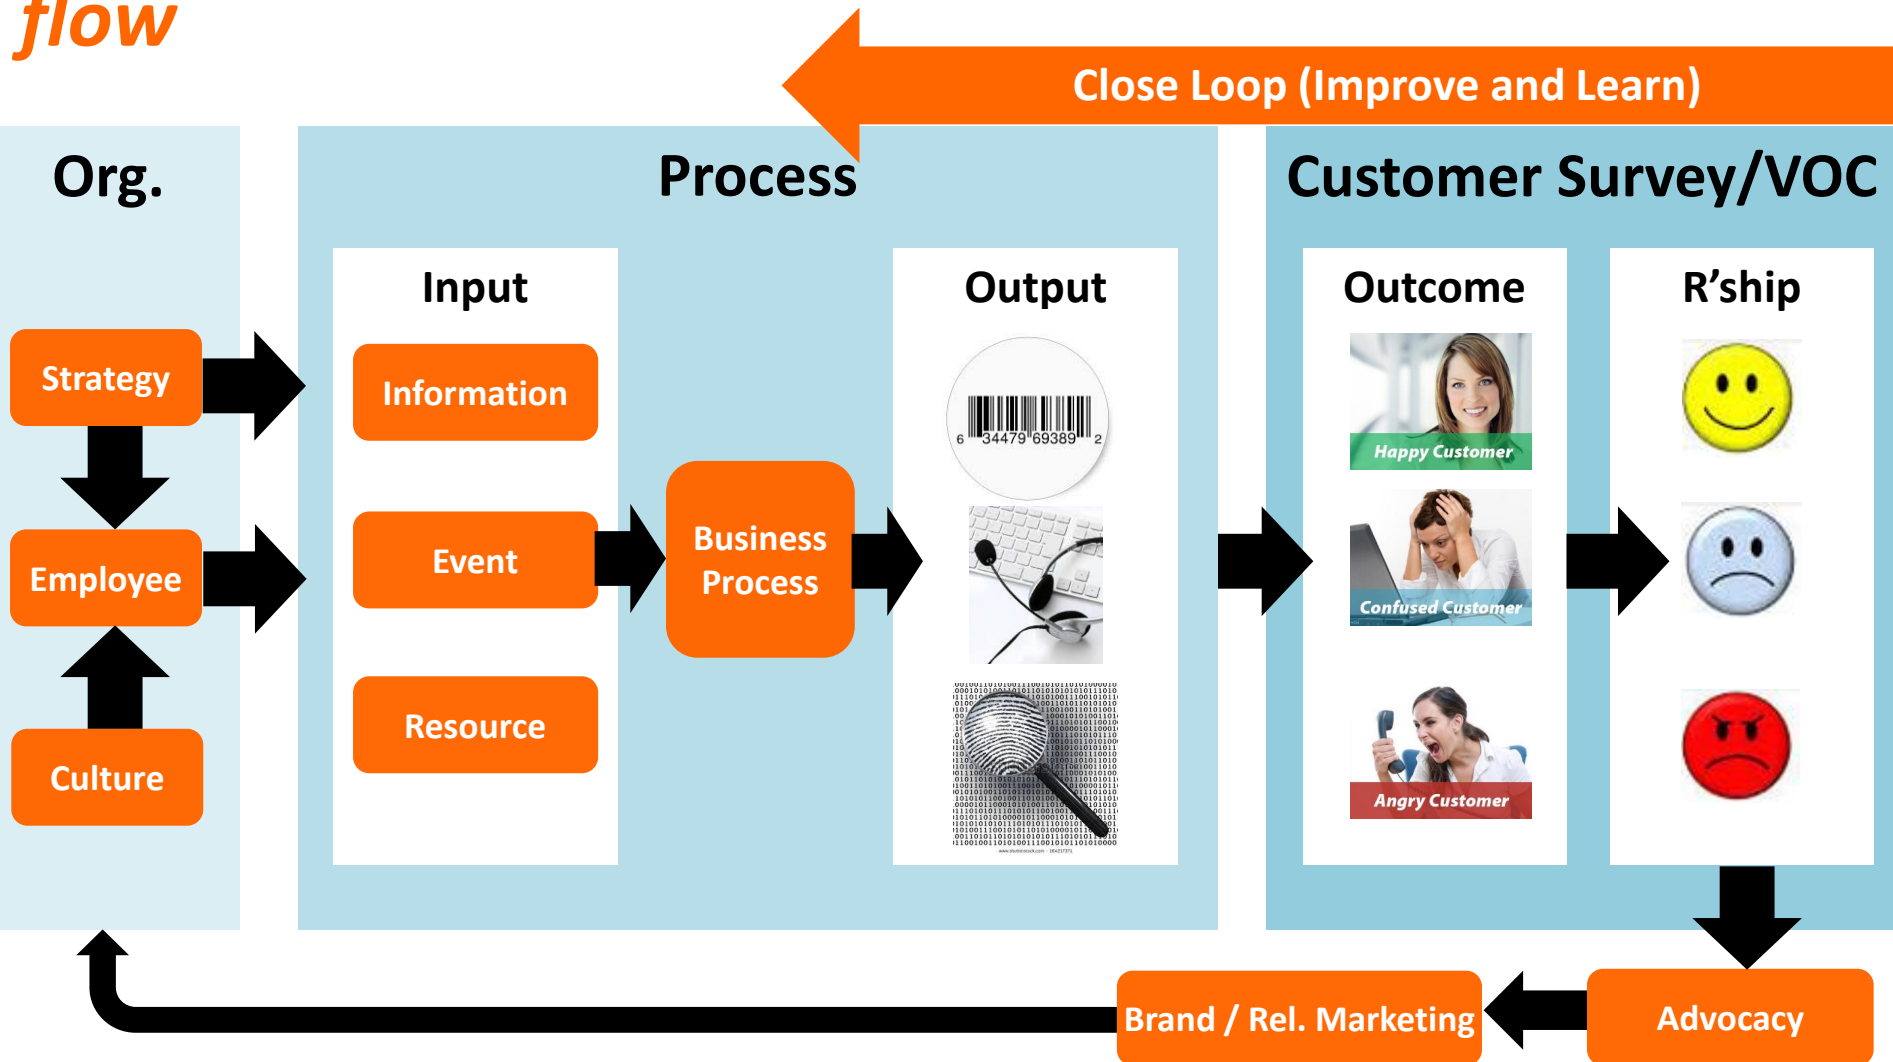 flow
Close Loop (Improve and Learn)
Org.
Process
Customer Survey/VOC
Input
Output
Outcome
R’ship
Strategy
Employee
Culture
Information
Event
Resource
Business
Process
6 34479 69389 2
Happy Customer
Confused Customer
Angry Customer
Brand / Rel. Marketing
Advocacy